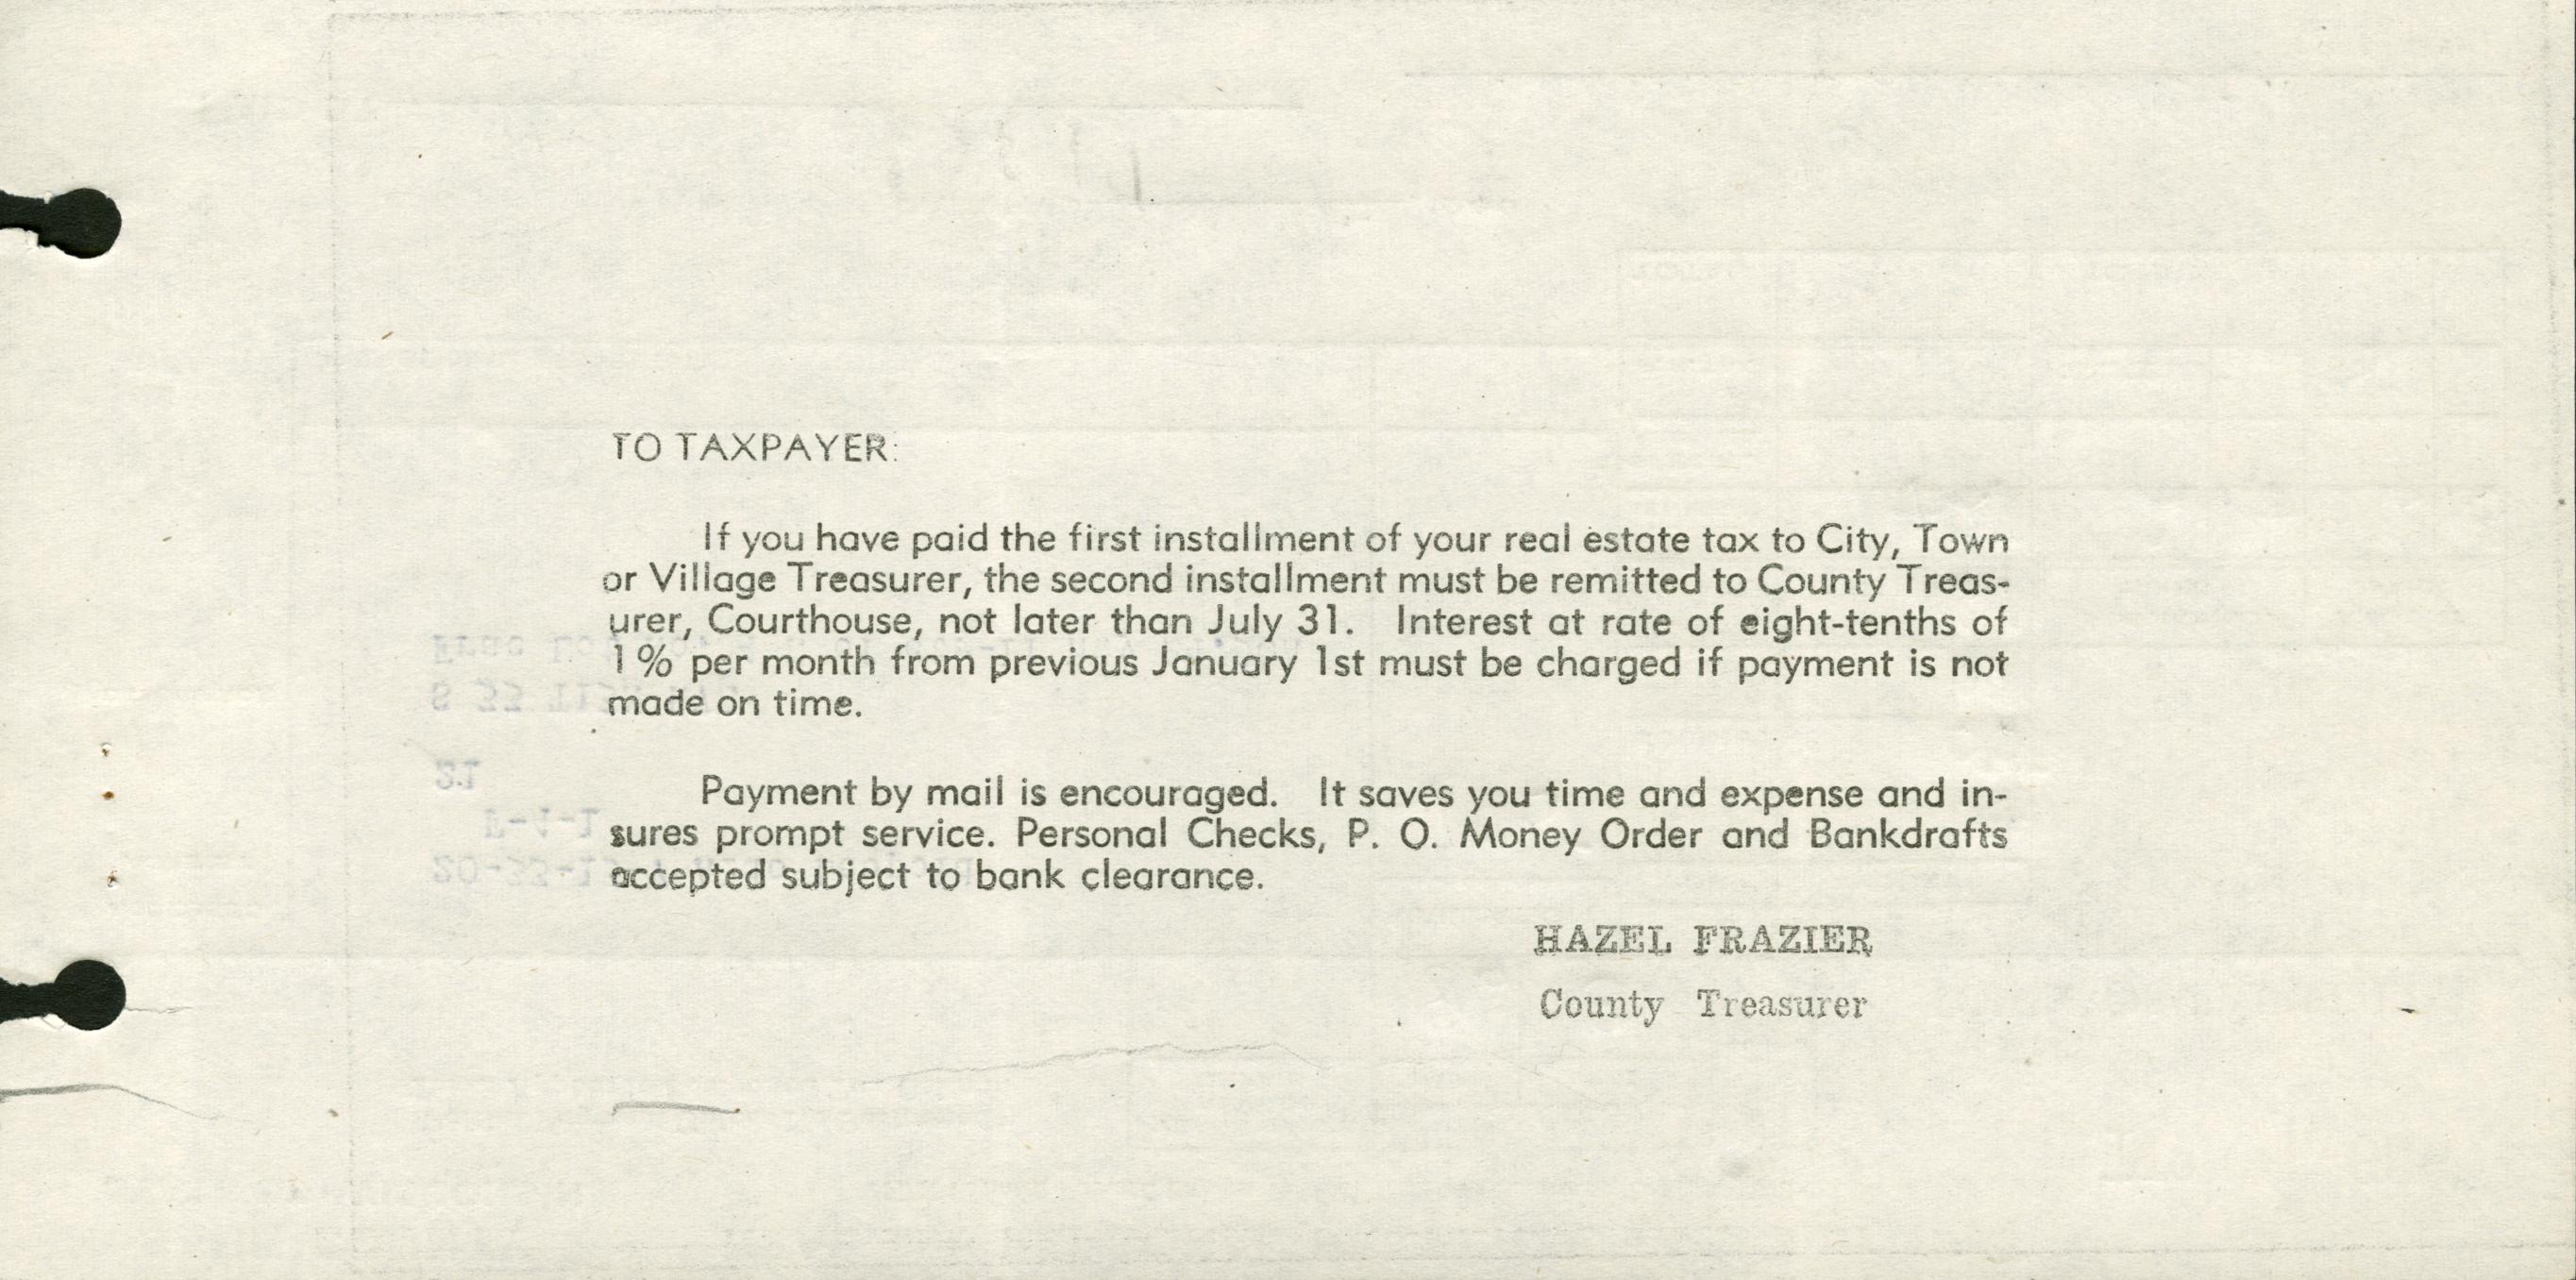 TO TAXPAYER:
If you have paid the first installment of your real estate tax to City, Town
or Village Treasurer, the second installment must be remitted to County Treas-
urer, Courthouse, not later than July 31. Interest at rate of eight-tenths of
1% per month from previous January 1st must be charged if payment is not
made on time.
Payment by mail is encouraged. It saves you time and expense and in-
sures prompt service. Personal Checks, P. O. Money Order and Bankdrafts
accepted subject to bank clearance.
HAZEL FRAZIER
County Treasurer